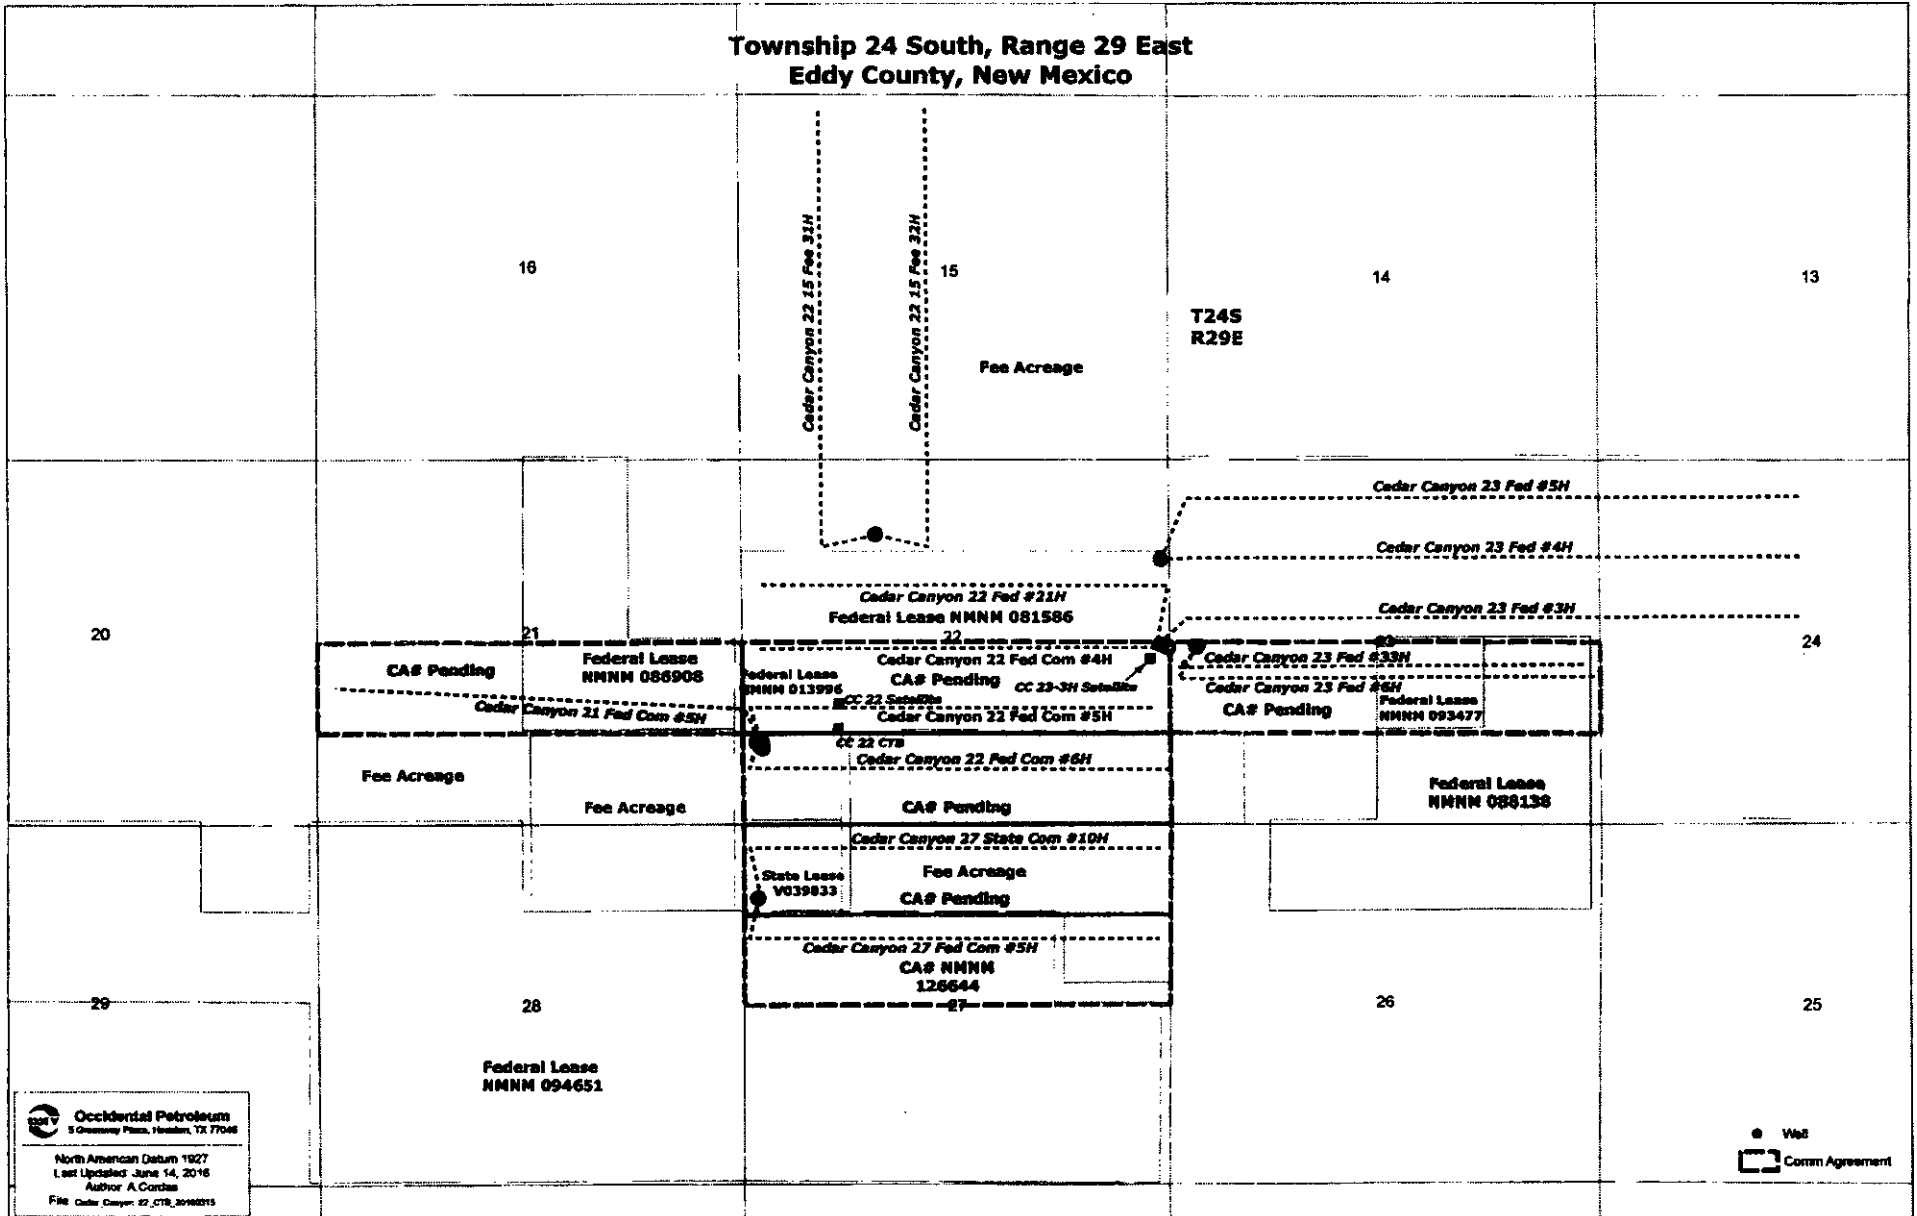 Township 24 South, Range 29 East
Eddy County, New Mexico
Cedar Canyon 22 15 Fee 31H
Cedar Canyon 22 15 Fee 32H
16
15
14
13
T24S
R29E
Fee Acreage
Cedar Canyon 23 Fed #5H
Cedar Canyon 23 Fed #4H
Cedar Canyon 22 Fed #21H
Cedar Canyon 23 Fed #3H
Federal Lease NMNM 081586
20
21
22
23
24
CA# Pending
Federal Lease
NMNM 086908
Federal Lease
NMNM 013996
Cedar Canyon 22 Fed Com #4H
CA# Pending
CC 23-3H Satellite
Cedar Canyon 23 Fed #33H
Cedar Canyon 23 Fed #6H
CA# Pending
Federal Lease
NMNM 093477
Cedar Canyon 21 Fed Com #5H
CC 22 Satellite
Cedar Canyon 22 Fed Com #5H
CC 22 CTB
Cedar Canyon 22 Fed Com #6H
Fee Acreage
Fee Acreage
CA# Pending
Federal Lease
NMNM 088138
Cedar Canyon 27 State Com #10H
State Lease
V039833
Fee Acreage
CA# Pending
Cedar Canyon 27 Fed Com #5H
CA# NMNM
126644
29
28
27
26
25
Federal Lease
NMNM 094651
Occidental Petroleum
5 Greenway Plaza, Houston, TX 77046
North American Datum 1927
Last Updated June 14, 2016
Author A.Cordes
File Cedar_Canyon_22_CTB_20160315
Well
Comm Agreement